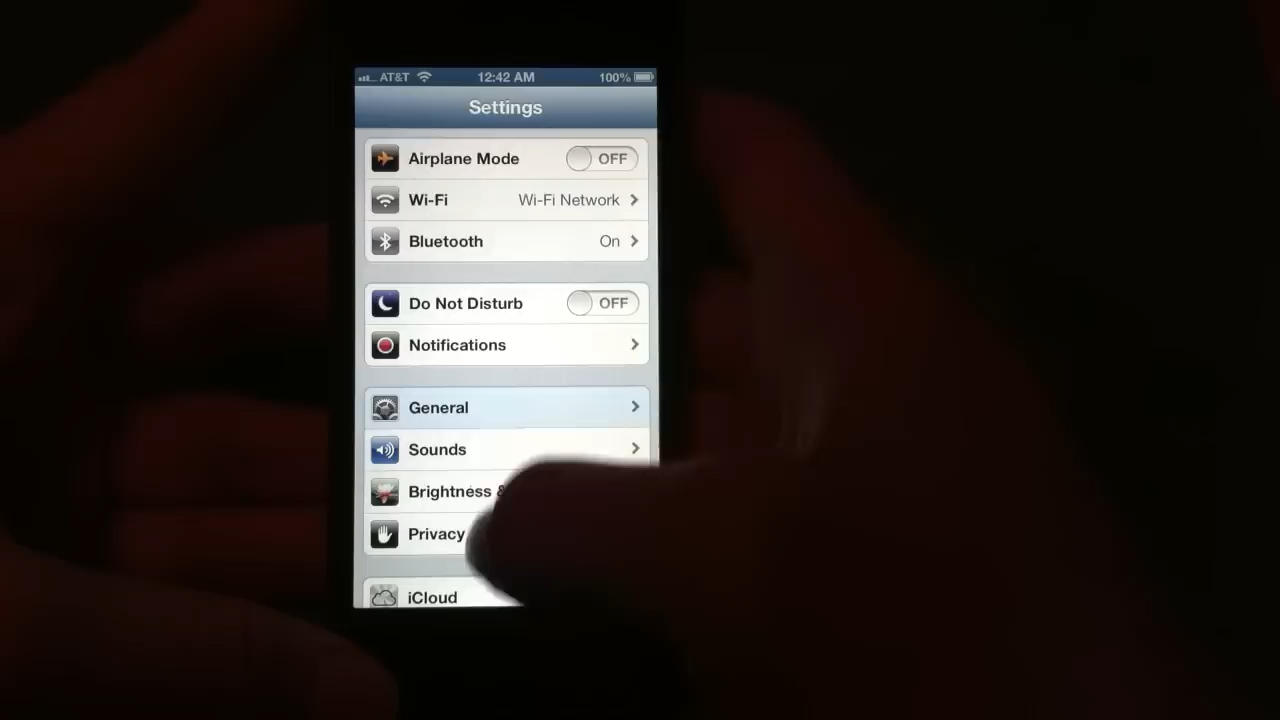 AT&T 12:42 AM 100%
Settings
Airplane Mode OFF
Wi-Fi Wi-Fi Network
Bluetooth On
Do Not Disturb OFF
Notifications
General
Sounds
Brightness &
Privacy
iCloud